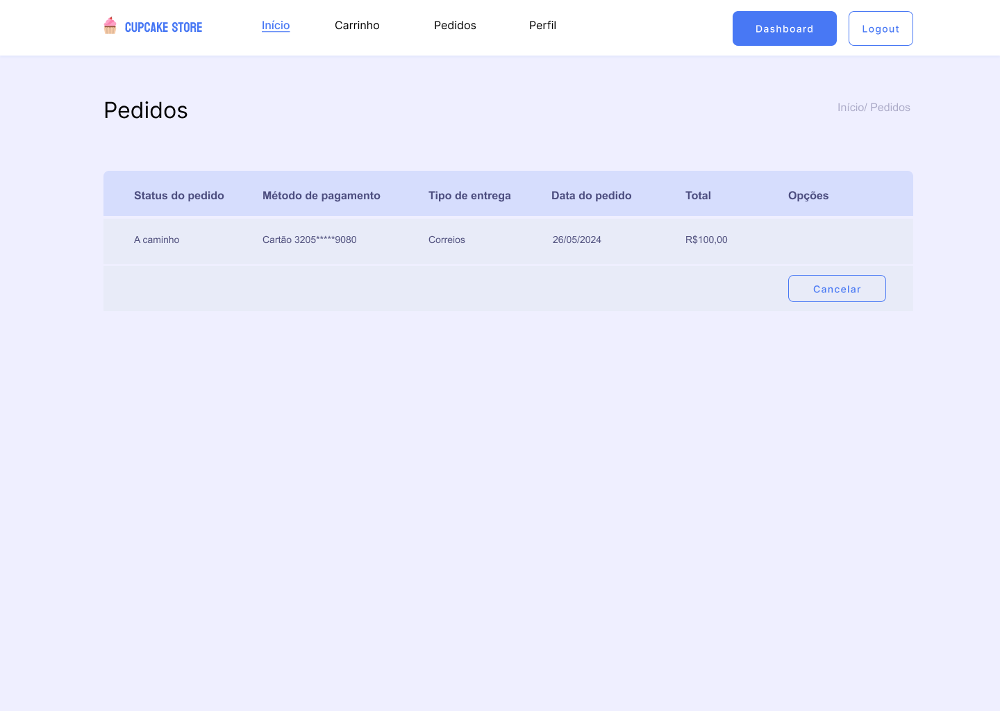 CUPCAKE STORE Início Carrinho Pedidos Perfil Dashboard Logout
Pedidos Início/ Pedidos
Status do pedido Método de pagamento Tipo de entrega Data do pedido Total Opções
A caminho Cartão 3205*****9080 Correios 26/05/2024 R$100,00
Cancelar